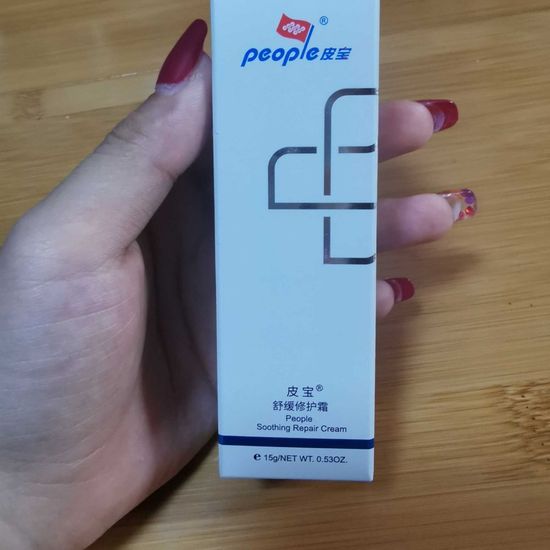 people皮宝®
皮宝®
舒缓修护霜
People
Soothing Repair Cream
℮ 15g/NET WT. 0.53OZ.